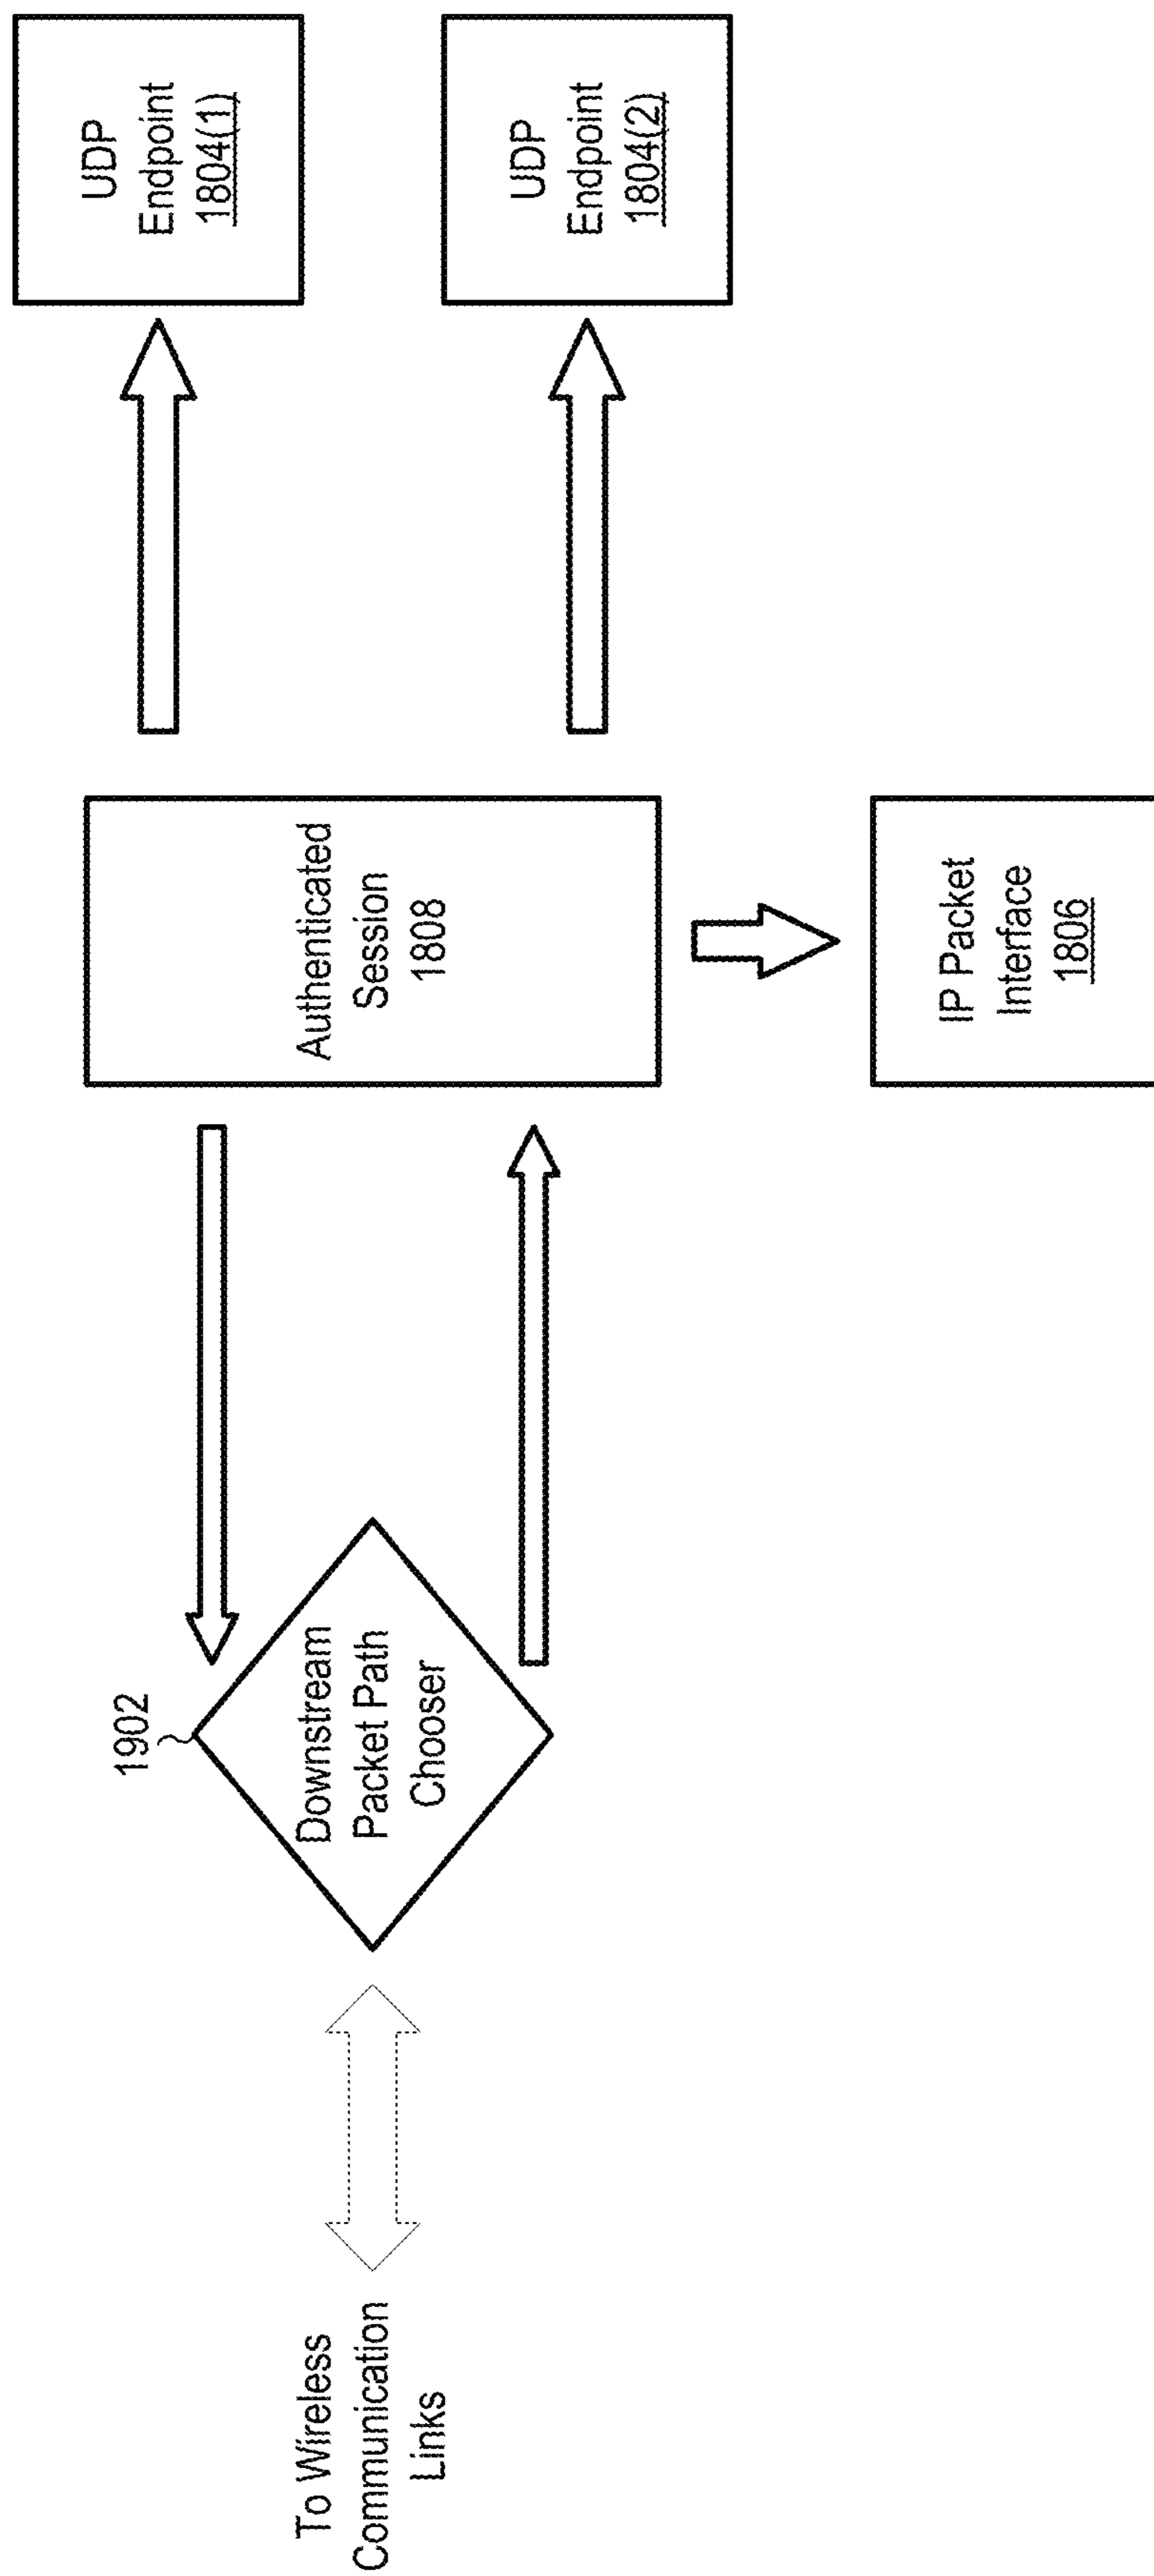 To Wireless
Communication
Links
1902
Downstream
Packet Path
Chooser
Authenticated
Session
1808
IP Packet
Interface
1806
UDP
Endpoint
1804(1)
UDP
Endpoint
1804(2)